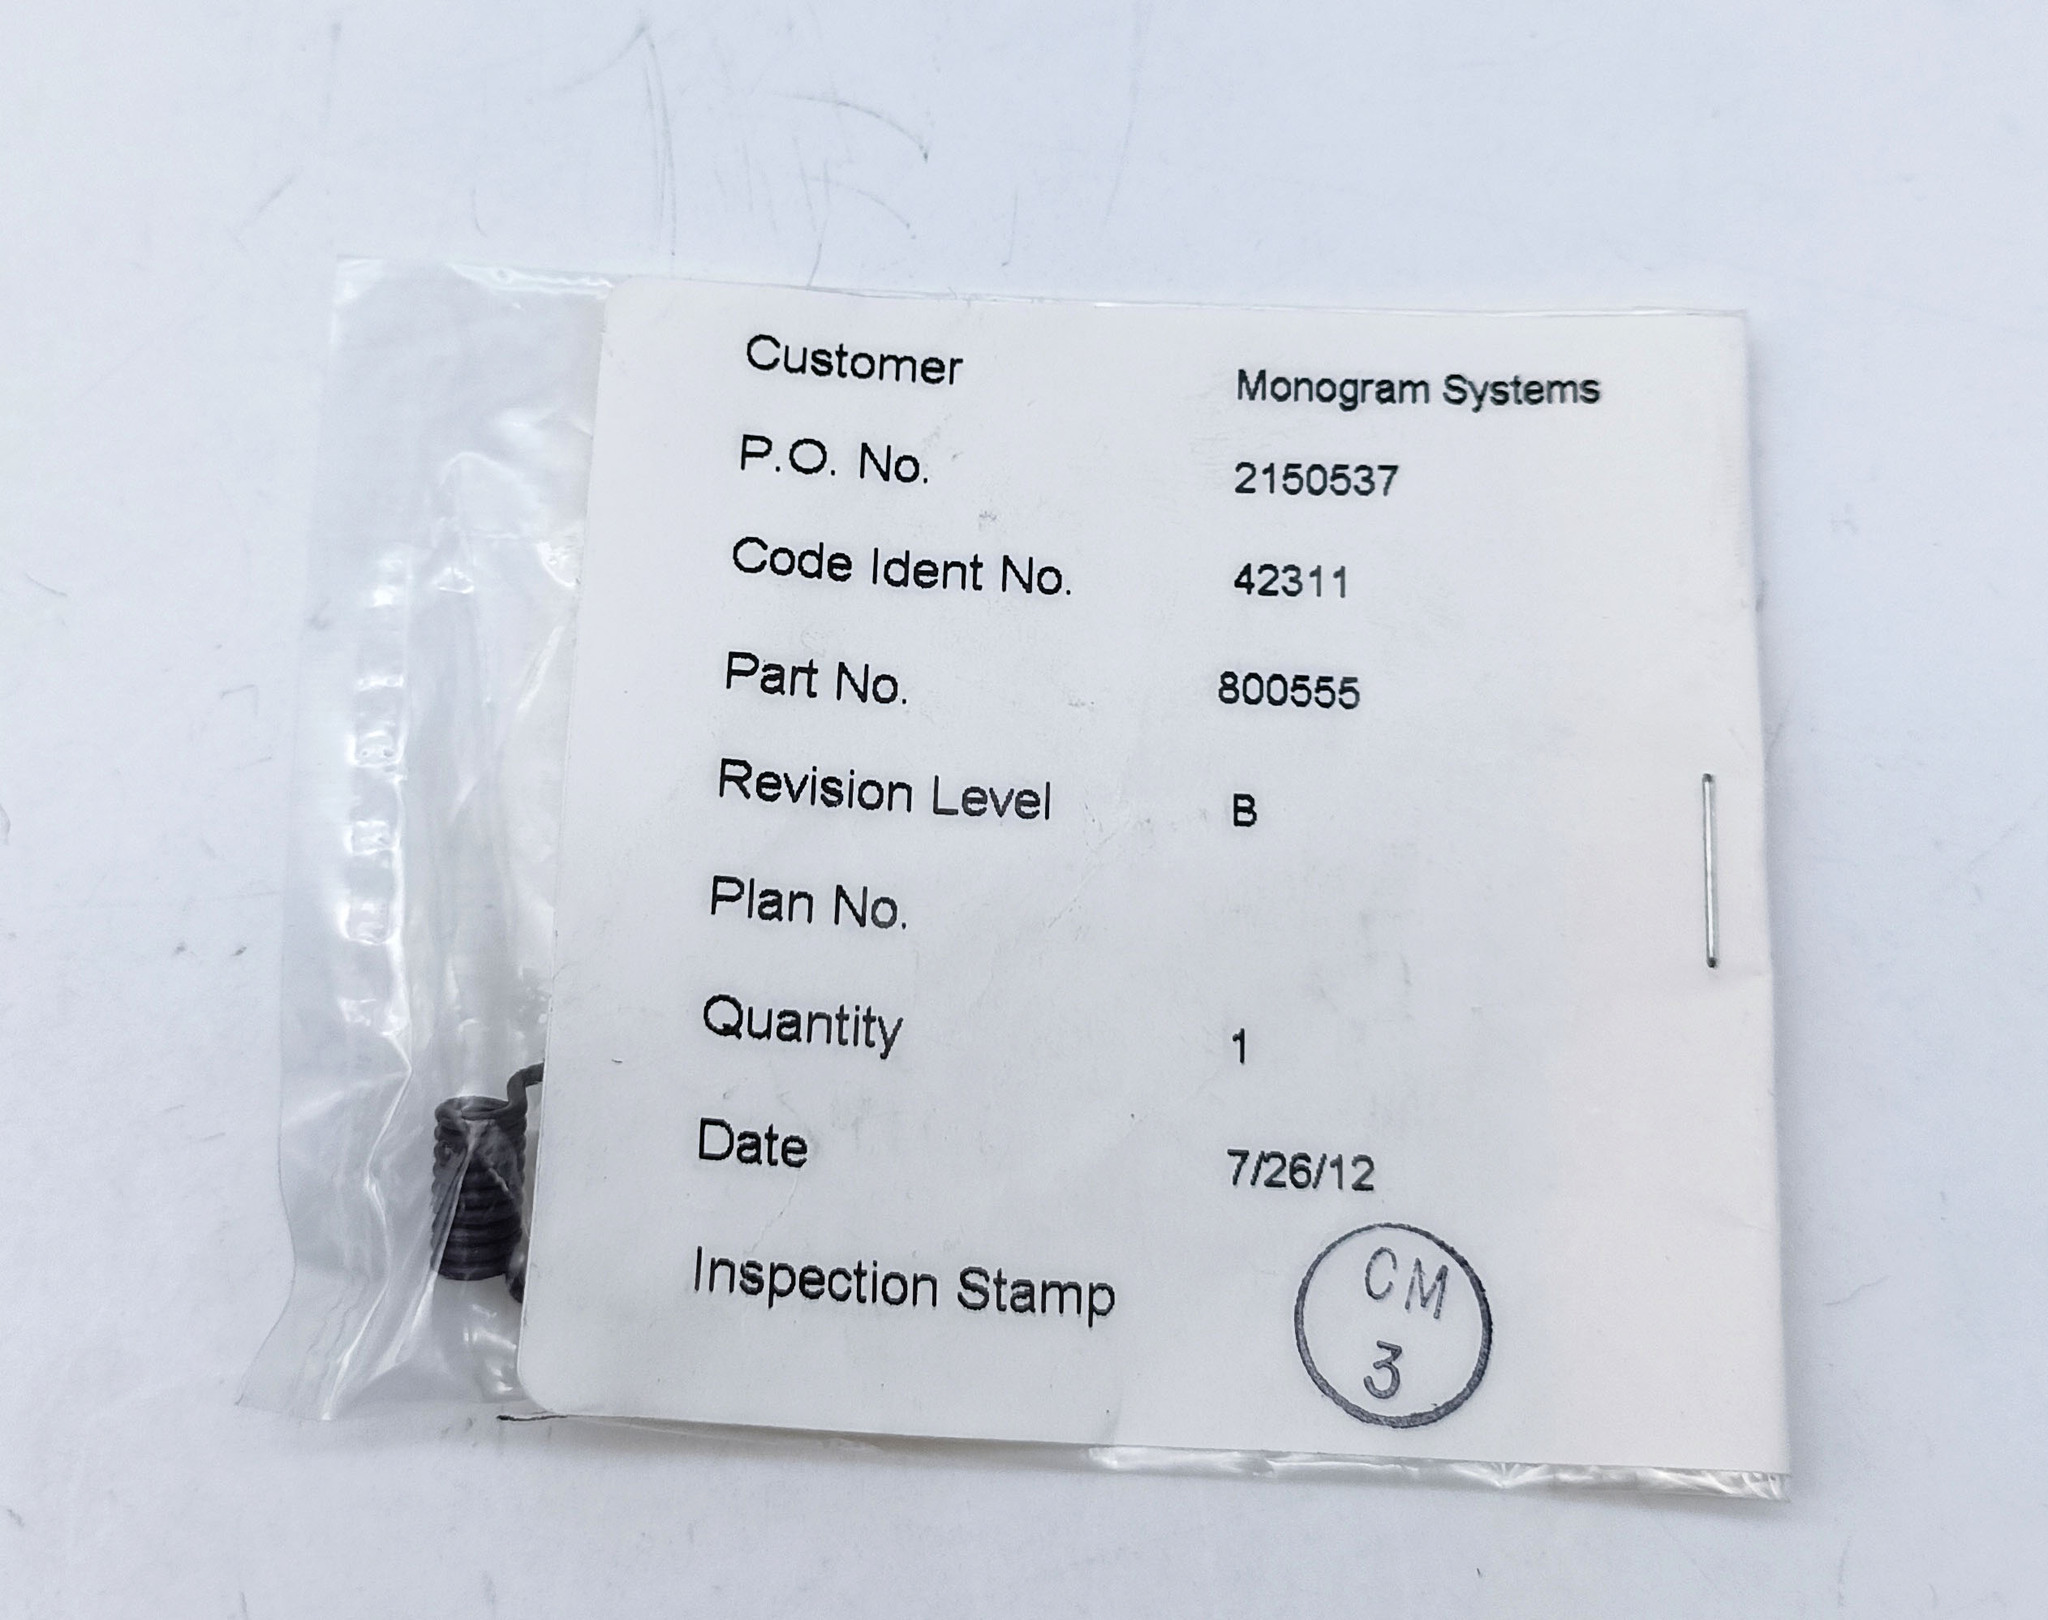 Customer Monogram Systems
P.O. No. 2150537
Code Ident No. 42311
Part No. 800555
Revision Level B
Plan No.
Quantity 1
Date 7/26/12
Inspection Stamp CM
3